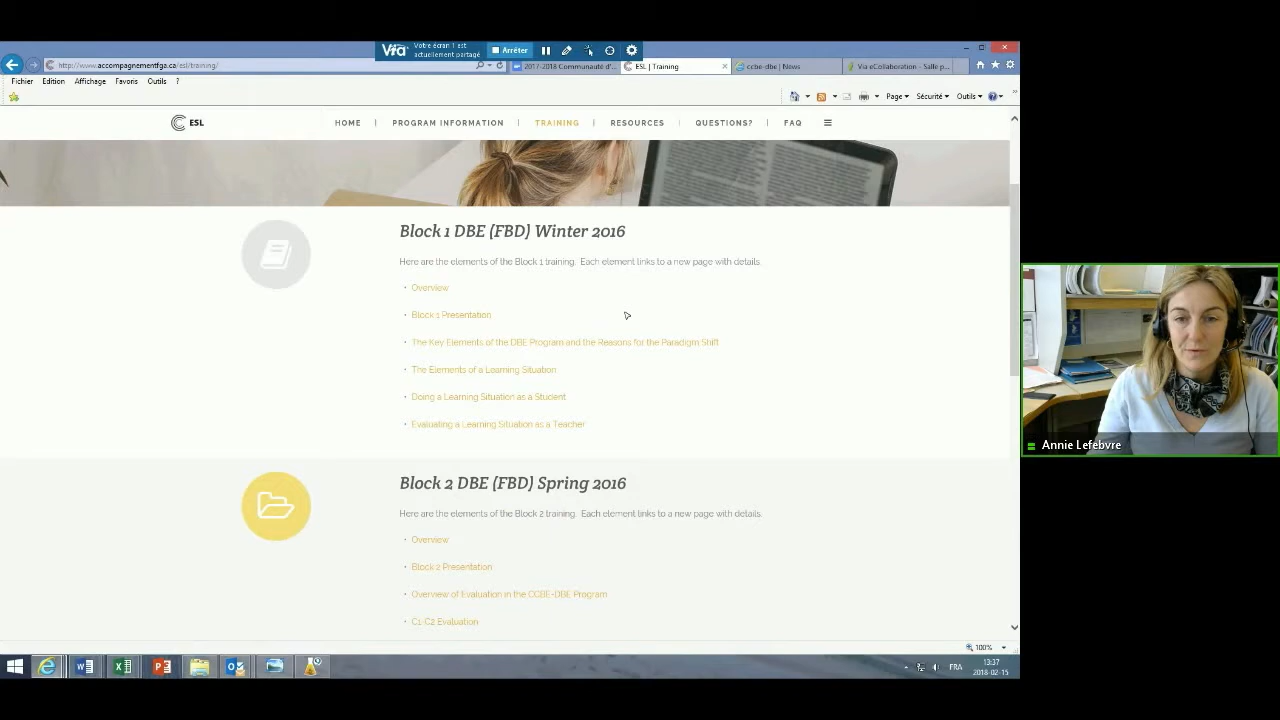 Vía
Votre écran 1 est
actuellement partagé
Arrêter
http://www.accompagnementfga.ca/esl/training/
2017-2018 Communauté d'...
ESL | Training
ccbe-dbe | News
Via eCollaboration - Salle p...
Fichier Edition Affichage Favoris Outils ?
Page Sécurité Outils
ESL
HOME PROGRAM INFORMATION TRAINING RESOURCES QUESTIONS? FAQ
Block 1 DBE (FBD) Winter 2016
Here are the elements of the Block 1 training. Each element links to a new page with details.
• Overview
• Block 1 Presentation
• The Key Elements of the DBE Program and the Reasons for the Paradigm Shift
• The Elements of a Learning Situation
• Doing a Learning Situation as a Student
• Evaluating a Learning Situation as a Teacher
Block 2 DBE (FBD) Spring 2016
Here are the elements of the Block 2 training. Each element links to a new page with details.
• Overview
• Block 2 Presentation
• Overview of Evaluation in the CCBE-DBE Program
• C1-C2 Evaluation
Annie Lefebvre
100%
FRA
13:37
2018-02-15